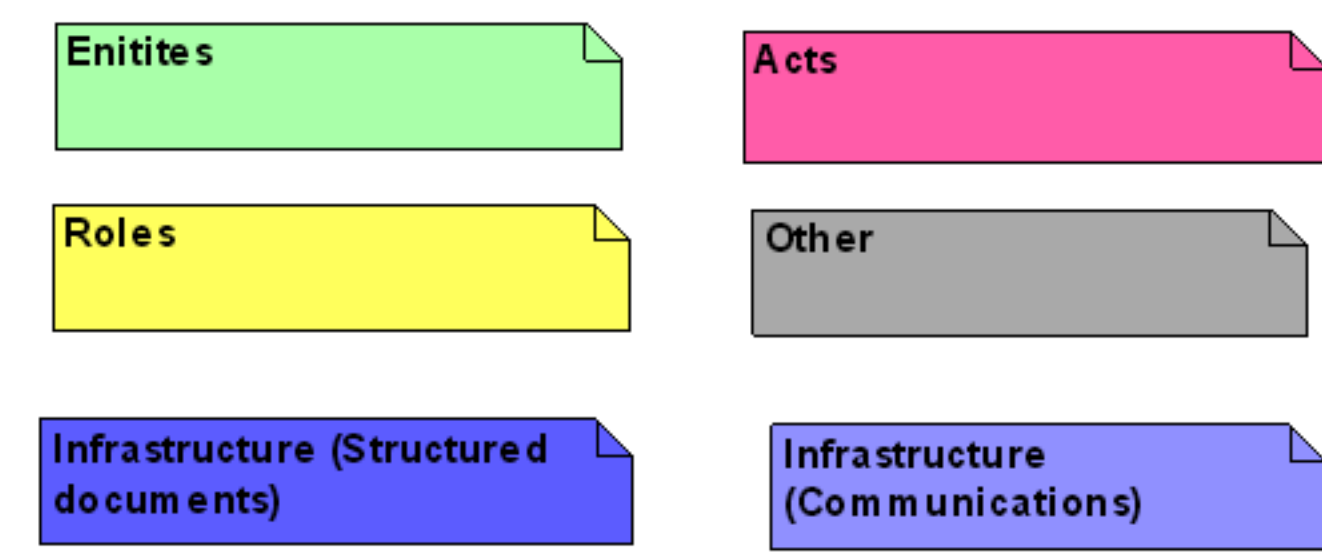 Enitites
Acts
Roles
Other
Infrastructure (Structured
documents)
Infrastructure
(Communications)